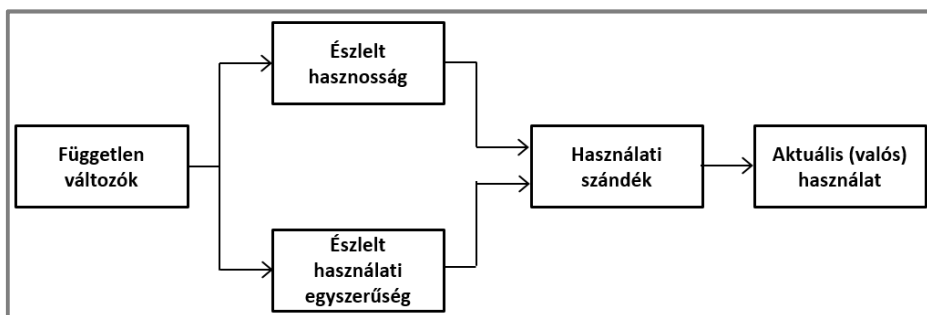 Észlelt
hasznosság
Független
változók
Használati
szándék
Aktuális (valós)
használat
Észlelt
használati
egyszerűség